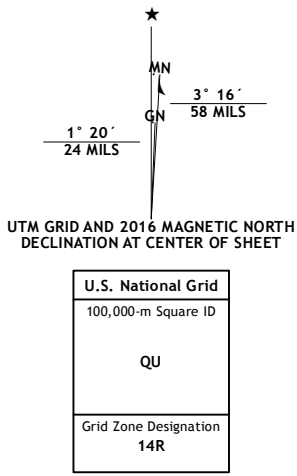 MN
3° 16´
58 MILS
GN
1° 20´
24 MILS
UTM GRID AND 2016 MAGNETIC NORTH
DECLINATION AT CENTER OF SHEET
U.S. National Grid
100,000-m Square ID
QU
Grid Zone Designation
14R